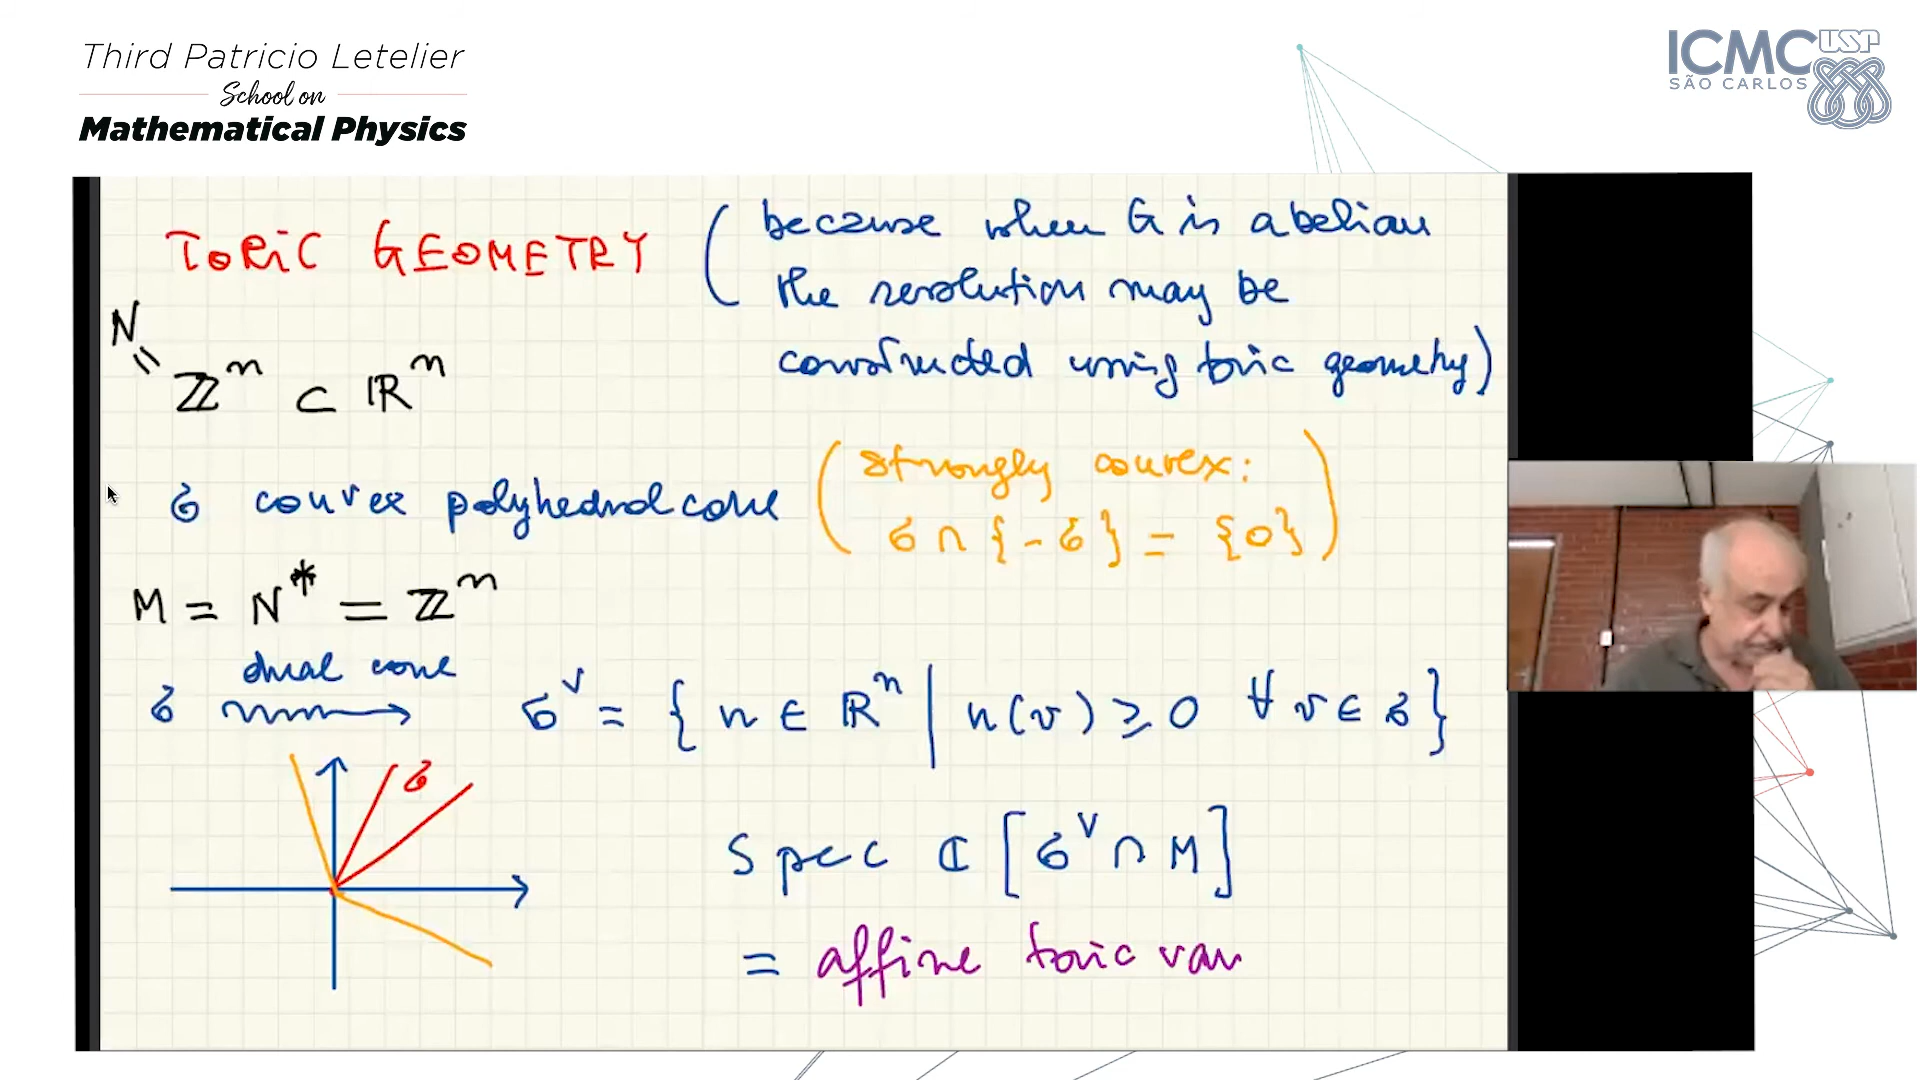 Third Patricio Letelier
School on
Mathematical Physics
ICMC USP
SÃO CARLOS
TORIC GEOMETRY
(because when G is abelian
the resolution may be
constructed using toric geometry)
N
=
ℤⁿ ⊂ ℝⁿ
σ convex polyhedral cone
(strongly convex:
σ ∩ {-σ} = {0})
M = N* = ℤⁿ
dual cone
σ ⟿ σ^∨ = { u ∈ ℝⁿ | u(v) ≥ 0 ∀ v ∈ σ }
σ
Spec ℂ [σ^∨ ∩ M]
= affine toric var